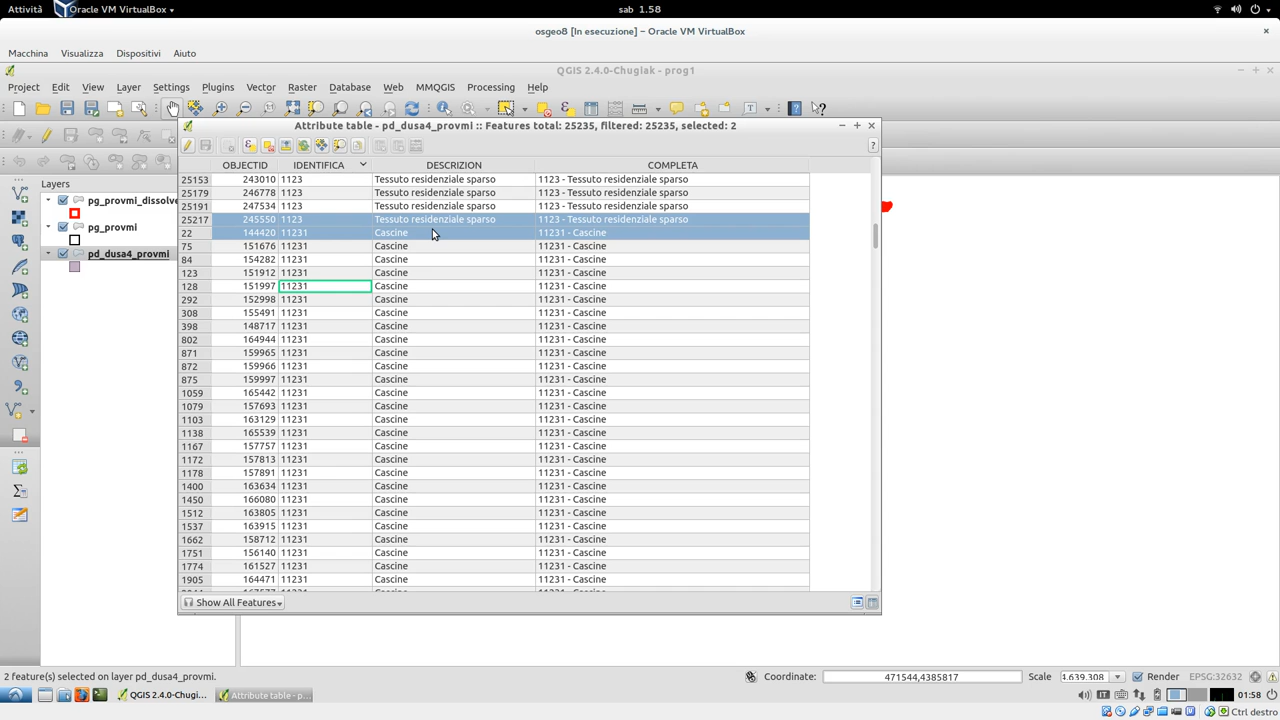 Attività Oracle VM VirtualBox sab 1.58
osgeo8 [In esecuzione] – Oracle VM VirtualBox
Macchina Visualizza Dispositivi Aiuto
QGIS 2.4.0-Chugiak - prog1
Project Edit View Layer Settings Plugins Vector Raster Database Web MMQGIS Processing Help
Attribute table - pd_dusa4_provmi :: Features total: 25235, filtered: 25235, selected: 2
Layers
pg_provmi_dissolve
pg_provmi
pd_dusa4_provmi
OBJECTID IDENTIFICA DESCRIZION COMPLETA
25153 243010 1123 Tessuto residenziale sparso 1123 - Tessuto residenziale sparso
25179 246778 1123 Tessuto residenziale sparso 1123 - Tessuto residenziale sparso
25191 247534 1123 Tessuto residenziale sparso 1123 - Tessuto residenziale sparso
25217 245550 1123 Tessuto residenziale sparso 1123 - Tessuto residenziale sparso
22 144420 11231 Cascine 11231 - Cascine
75 151676 11231 Cascine 11231 - Cascine
84 154282 11231 Cascine 11231 - Cascine
123 151912 11231 Cascine 11231 - Cascine
128 151997 11231 Cascine 11231 - Cascine
292 152998 11231 Cascine 11231 - Cascine
308 155491 11231 Cascine 11231 - Cascine
398 148717 11231 Cascine 11231 - Cascine
802 164944 11231 Cascine 11231 - Cascine
871 159965 11231 Cascine 11231 - Cascine
872 159966 11231 Cascine 11231 - Cascine
875 159997 11231 Cascine 11231 - Cascine
1059 165442 11231 Cascine 11231 - Cascine
1079 157693 11231 Cascine 11231 - Cascine
1103 163129 11231 Cascine 11231 - Cascine
1138 165539 11231 Cascine 11231 - Cascine
1167 157757 11231 Cascine 11231 - Cascine
1172 157813 11231 Cascine 11231 - Cascine
1178 157891 11231 Cascine 11231 - Cascine
1400 163634 11231 Cascine 11231 - Cascine
1450 166080 11231 Cascine 11231 - Cascine
1512 163805 11231 Cascine 11231 - Cascine
1537 163915 11231 Cascine 11231 - Cascine
1662 158712 11231 Cascine 11231 - Cascine
1751 156140 11231 Cascine 11231 - Cascine
1774 161527 11231 Cascine 11231 - Cascine
1905 164471 11231 Cascine 11231 - Cascine
Show All Features
2 feature(s) selected on layer pd_dusa4_provmi.
Coordinate: 471544,4385817 Scale 4.639.308 Render EPSG:32632
QGIS 2.4.0-Chugi... Attribute table - p... IT 01:58
Ctrl destro